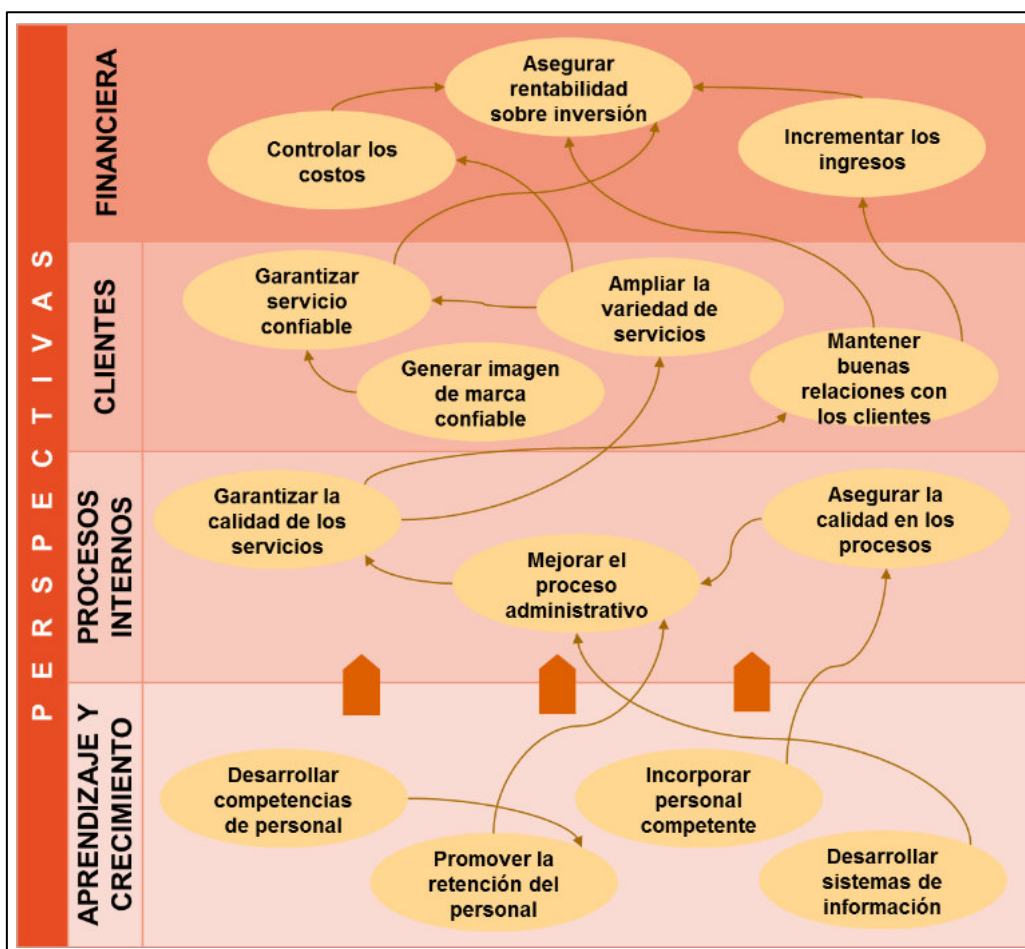 PERSPECTIVAS
FINANCIERA
Asegurar
rentabilidad
sobre inversión
Controlar los
costos
Incrementar los
ingresos
CLIENTES
Garantizar
servicio
confiable
Ampliar la
variedad de
servicios
Generar imagen
de marca
confiable
Mantener
buenas
relaciones con
los clientes
PROCESOS
INTERNOS
Garantizar la
calidad de los
servicios
Asegurar la
calidad en los
procesos
Mejorar el
proceso
administrativo
APRENDIZAJE Y
CRECIMIENTO
Desarrollar
competencias
de personal
Incorporar
personal
competente
Promover la
retención del
personal
Desarrollar
sistemas de
información